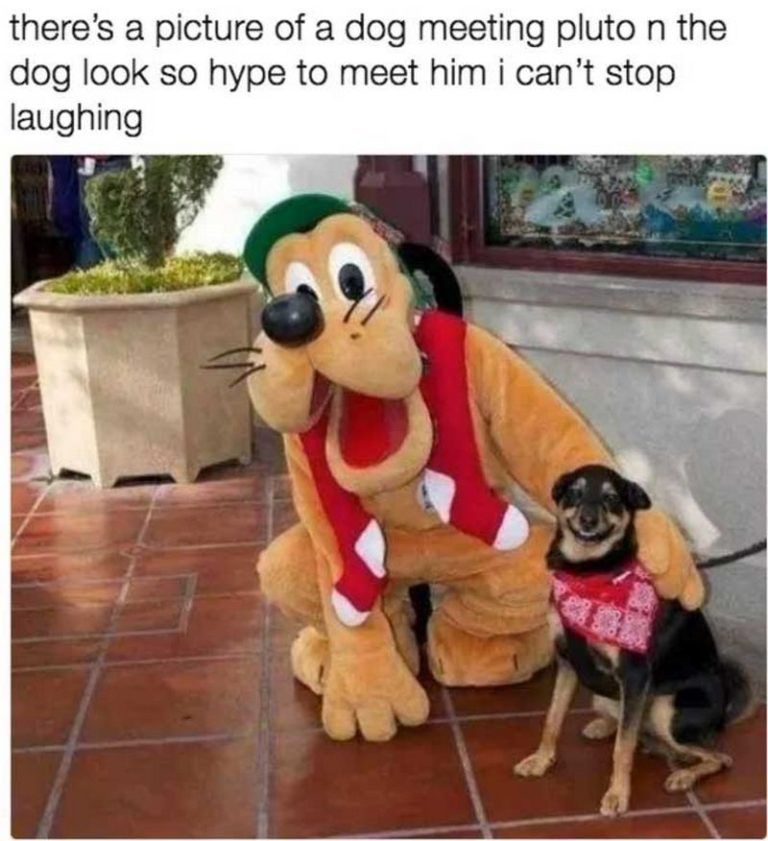 there's a picture of a dog meeting pluto n the
dog look so hype to meet him i can't stop
laughing